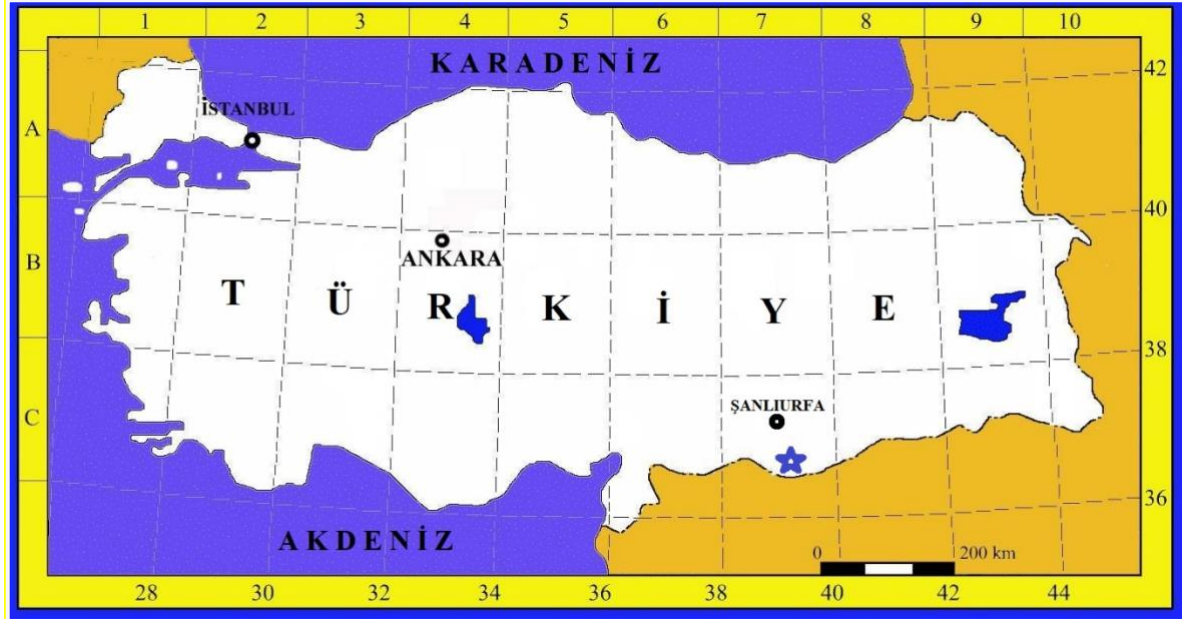 1 2 3 4 5 6 7 8 9 10
KARADENİZ
42
İSTANBUL
A
40
ANKARA
B
T Ü R K İ Y E
38
ŞANLIURFA
C
36
AKDENİZ
0 200 km
28 30 32 34 36 38 40 42 44